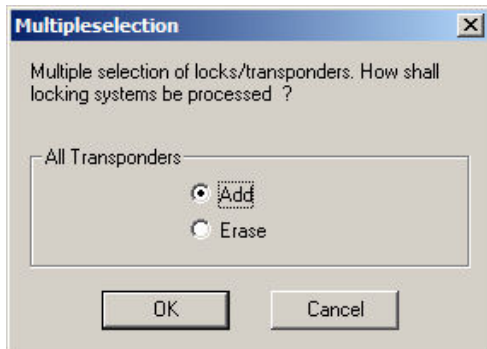 Multipleselection
Multiple selection of locks/transponders. How shall
locking systems be processed  ?
All Transponders
Add
Erase
OK
Cancel